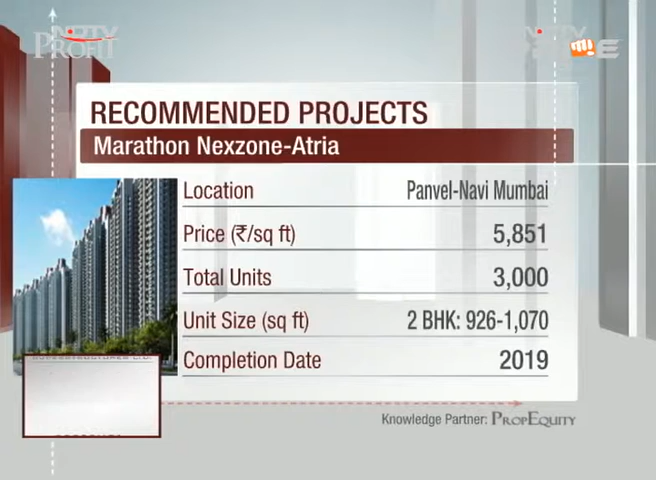 NDTV
PROFIT
NDTV
RECOMMENDED PROJECTS
Marathon Nexzone-Atria
Location Panvel-Navi Mumbai
Price (₹/sq ft) 5,851
Total Units 3,000
Unit Size (sq ft) 2 BHK: 926-1,070
Completion Date 2019
Knowledge Partner: PROPEQUITY